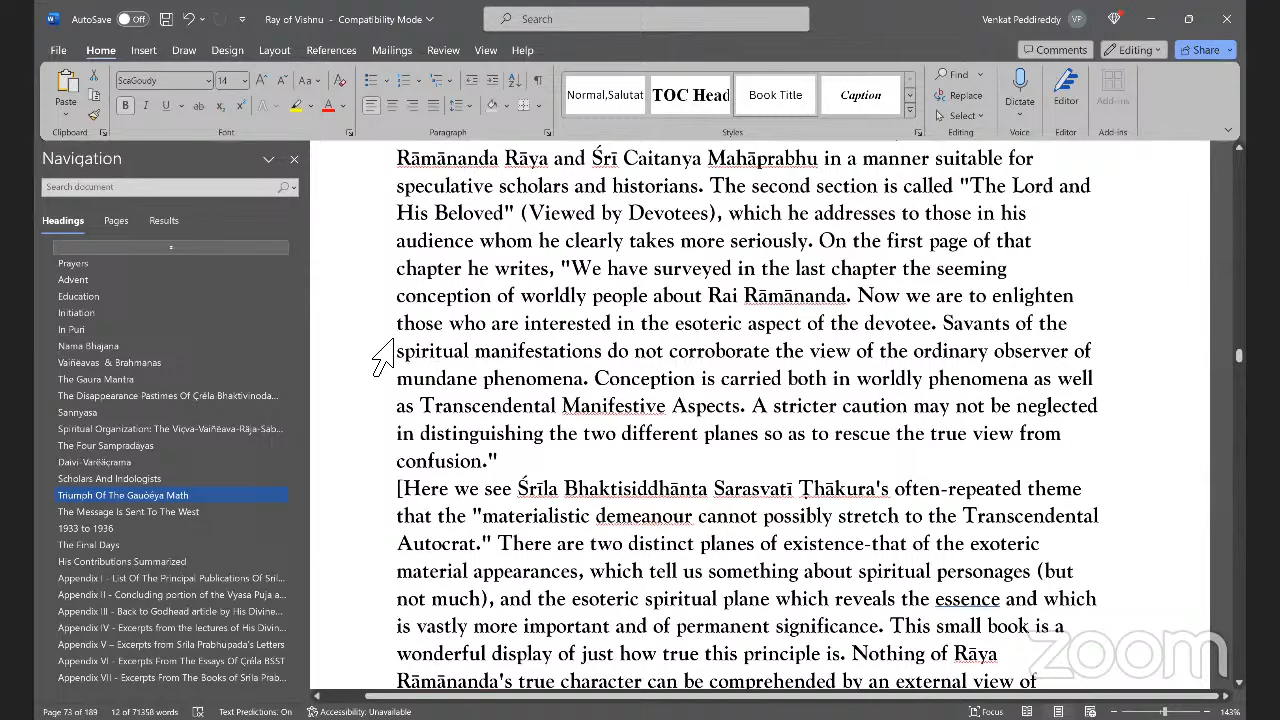 AutoSave Off Ray of Vishnu - Compatibility Mode Search Venkat Peddireddy VP
File Home Insert Draw Design Layout References Mailings Review View Help Comments Editing Share
Paste ScaGoudy 14 Normal,Salutat TOC Head Book Title Caption Find Replace Select Dictate Editor Add-ins
Clipboard Font Paragraph Styles Editing Voice Editor Add-ins
Navigation
Search document
Headings Pages Results
Prayers
Advent
Education
Initiation
In Puri
Nama Bhajana
Vaiñëavas & Brahmanas
The Gaura Mantra
The Disappearance Pastimes Of Çréla Bhaktivinoda...
Sannyasa
Spiritual Organization: The Viçva-Vaiñëava-Räja-Sab...
The Four Sampradäyas
Daivi-Varëäçrama
Scholars And Indologists
Triumph Of The Gauòéya Math
The Message Is Sent To The West
1933 to 1936
The Final Days
His Contributions Summarized
Appendix I - List Of The Principal Publications Of Sril...
Appendix II - Concluding portion of the Vyasa Puja a...
Appendix III - Back to Godhead article by His Divine...
Appendix IV - Excerpts from the lectures of His Divin...
Appendix V – Excerpts from Srila Prabhupada's Letters
Appendix VI - Excerpts From The Essays Of Çréla BSST
Appendix VII - Excerpts From The Books Of Srila Prab...
Rāmānanda Rāya and Śrī Caitanya Mahāprabhu in a manner suitable for
speculative scholars and historians. The second section is called "The Lord and
His Beloved" (Viewed by Devotees), which he addresses to those in his
audience whom he clearly takes more seriously. On the first page of that
chapter he writes, "We have surveyed in the last chapter the seeming
conception of worldly people about Rai Rāmānanda. Now we are to enlighten
those who are interested in the esoteric aspect of the devotee. Savants of the
spiritual manifestations do not corroborate the view of the ordinary observer of
mundane phenomena. Conception is carried both in worldly phenomena as well
as Transcendental Manifestive Aspects. A stricter caution may not be neglected
in distinguishing the two different planes so as to rescue the true view from
confusion."
[Here we see Śrīla Bhaktisiddhānta Sarasvatī Ṭhākura's often-repeated theme
that the "materialistic demeanour cannot possibly stretch to the Transcendental
Autocrat." There are two distinct planes of existence-that of the exoteric
material appearances, which tell us something about spiritual personages (but
not much), and the esoteric spiritual plane which reveals the essence and which
is vastly more important and of permanent significance. This small book is a
wonderful display of just how true this principle is. Nothing of Rāya
Rāmānanda's true character can be comprehended by an external view of
zoom
Page 73 of 189 12 of 71358 words Text Predictions: On Accessibility: Unavailable Focus 143%